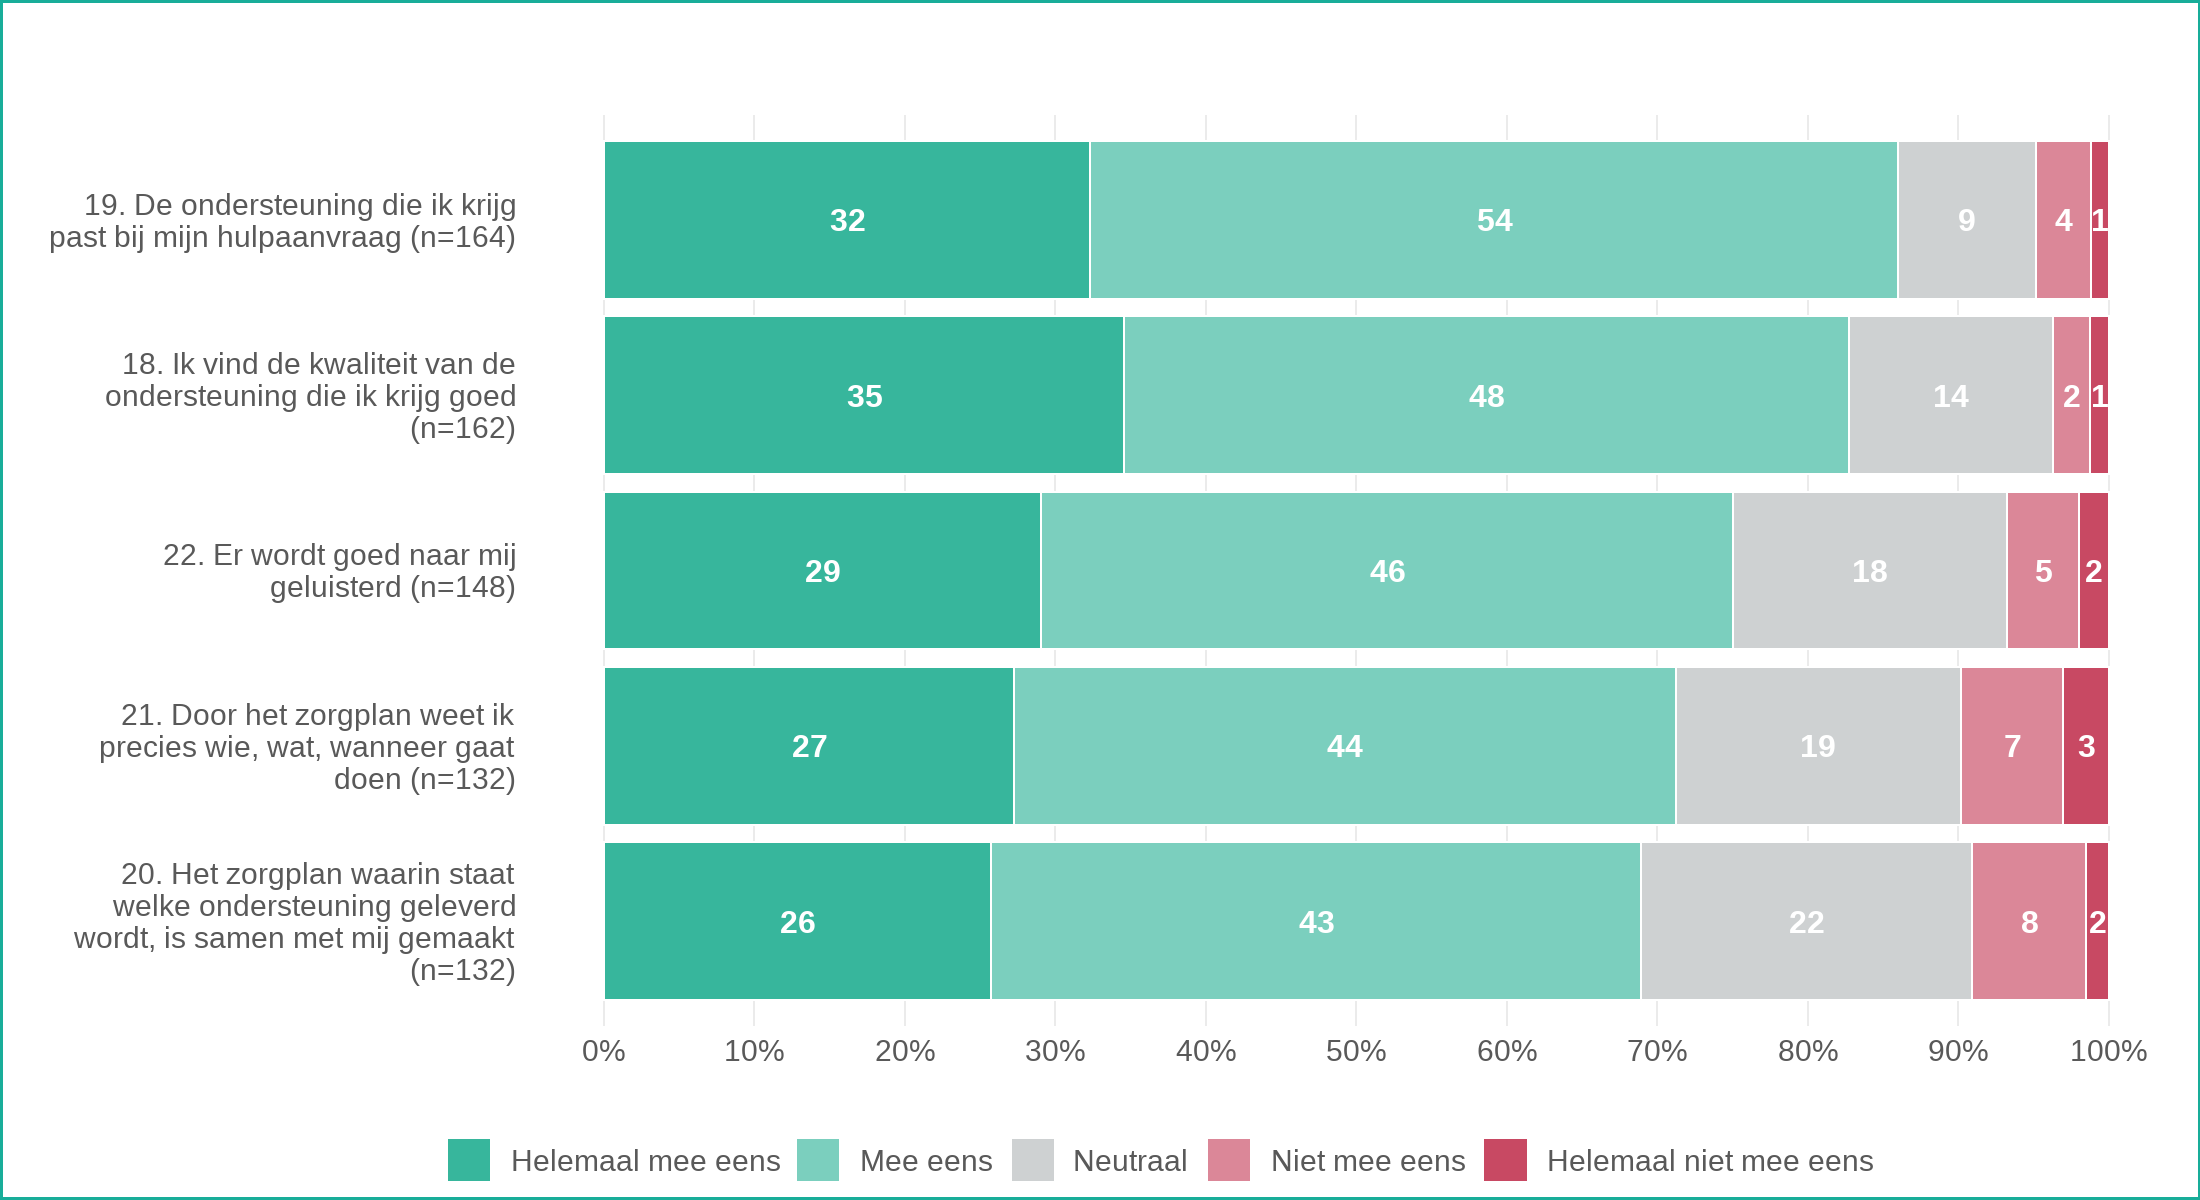 19. De ondersteuning die ik krijg
past bij mijn hulpaanvraag (n=164)
32 54 9 4 1
18. Ik vind de kwaliteit van de
ondersteuning die ik krijg goed
(n=162)
35 48 14 2 1
22. Er wordt goed naar mij
geluisterd (n=148)
29 46 18 5 2
21. Door het zorgplan weet ik
precies wie, wat, wanneer gaat
doen (n=132)
27 44 19 7 3
20. Het zorgplan waarin staat
welke ondersteuning geleverd
wordt, is samen met mij gemaakt
(n=132)
26 43 22 8 2
0% 10% 20% 30% 40% 50% 60% 70% 80% 90% 100%
Helemaal mee eens Mee eens Neutraal Niet mee eens Helemaal niet mee eens